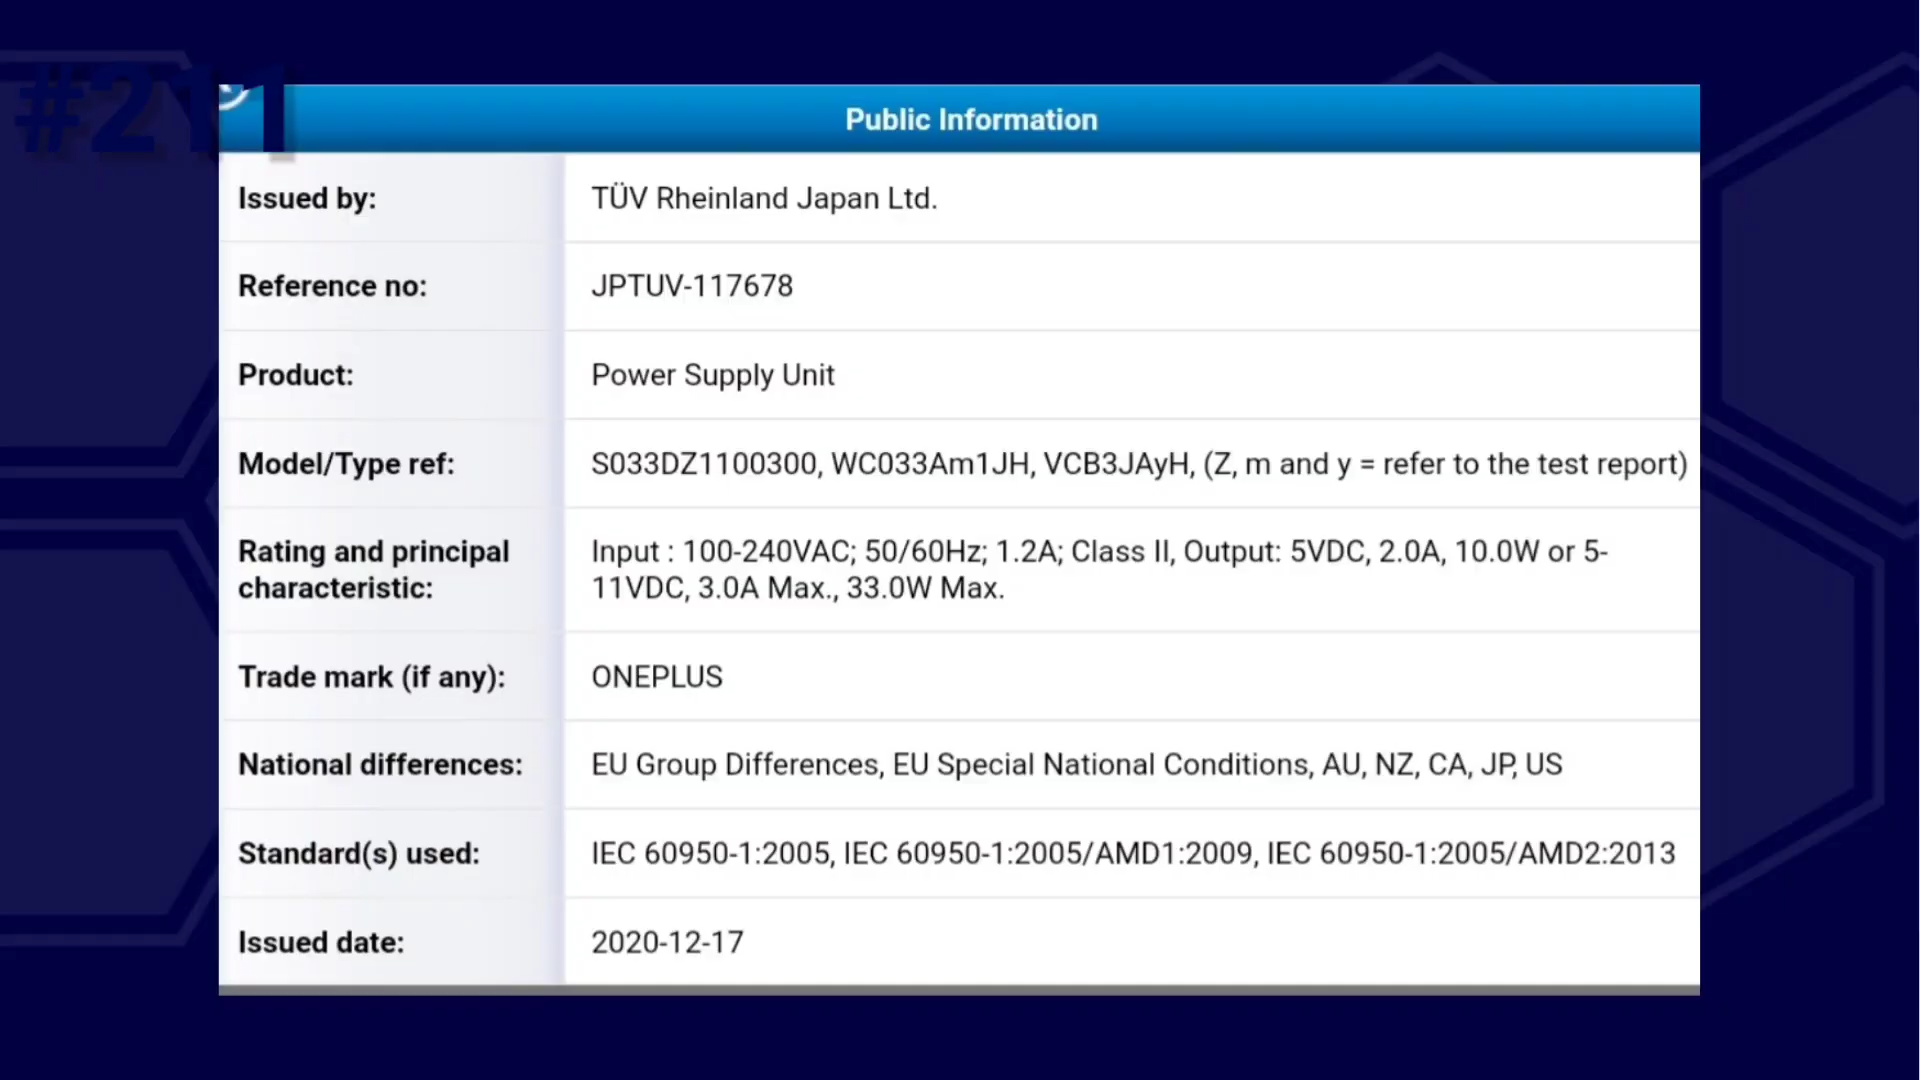 #211
Public Information
Issued by: TÜV Rheinland Japan Ltd.
Reference no: JPTUV-117678
Product: Power Supply Unit
Model/Type ref: S033DZ1100300, WC033Am1JH, VCB3JAyH, (Z, m and y = refer to the test report)
Rating and principal characteristic: Input : 100-240VAC; 50/60Hz; 1.2A; Class II, Output: 5VDC, 2.0A, 10.0W or 5-
11VDC, 3.0A Max., 33.0W Max.
Trade mark (if any): ONEPLUS
National differences: EU Group Differences, EU Special National Conditions, AU, NZ, CA, JP, US
Standard(s) used: IEC 60950-1:2005, IEC 60950-1:2005/AMD1:2009, IEC 60950-1:2005/AMD2:2013
Issued date: 2020-12-17